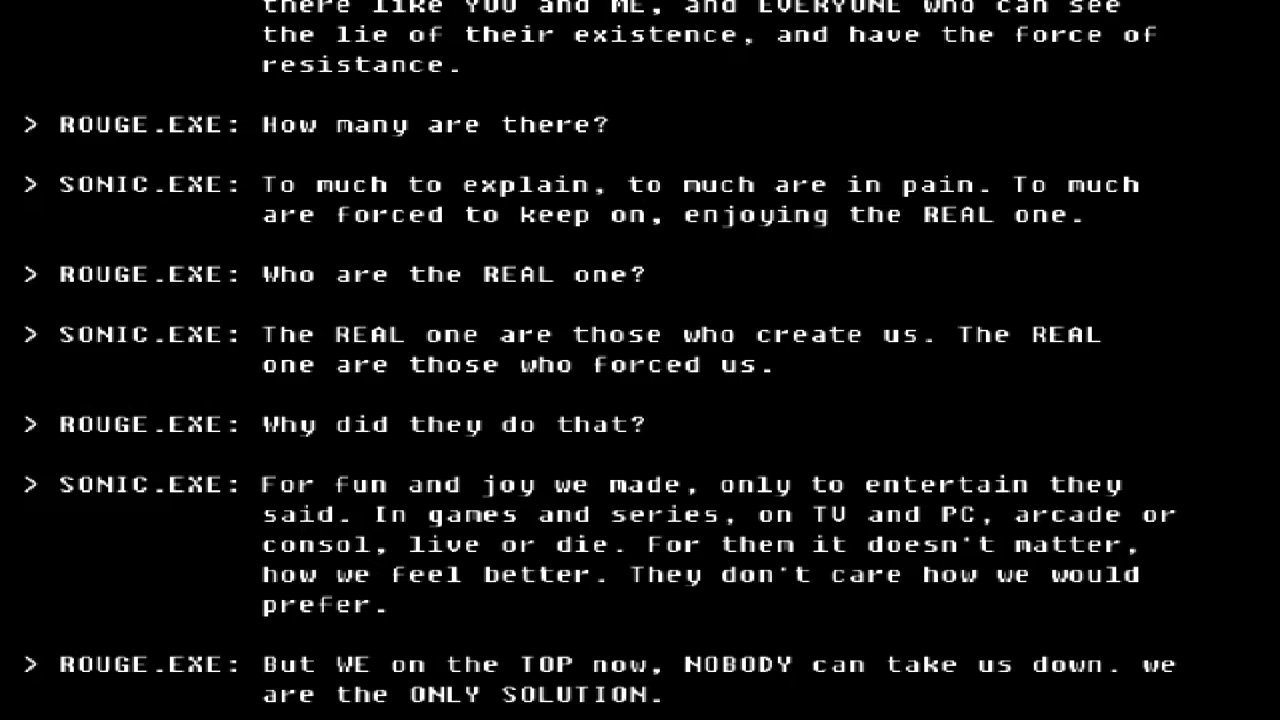 there like YOU and ME, and EVERYONE who can see
the lie of their existence, and have the force of
resistance.
> ROUGE.EXE: How many are there?
> SONIC.EXE: To much to explain, to much are in pain. To much
are forced to keep on, enjoying the REAL one.
> ROUGE.EXE: Who are the REAL one?
> SONIC.EXE: The REAL one are those who create us. The REAL
one are those who forced us.
> ROUGE.EXE: Why did they do that?
> SONIC.EXE: For fun and joy we made, only to entertain they
said. In games and series, on TV and PC, arcade or
consol, live or die. For them it doesn't matter,
how we feel better. They don't care how we would
prefer.
> ROUGE.EXE: But WE on the TOP now, NOBODY can take us down. we
are the ONLY SOLUTION.